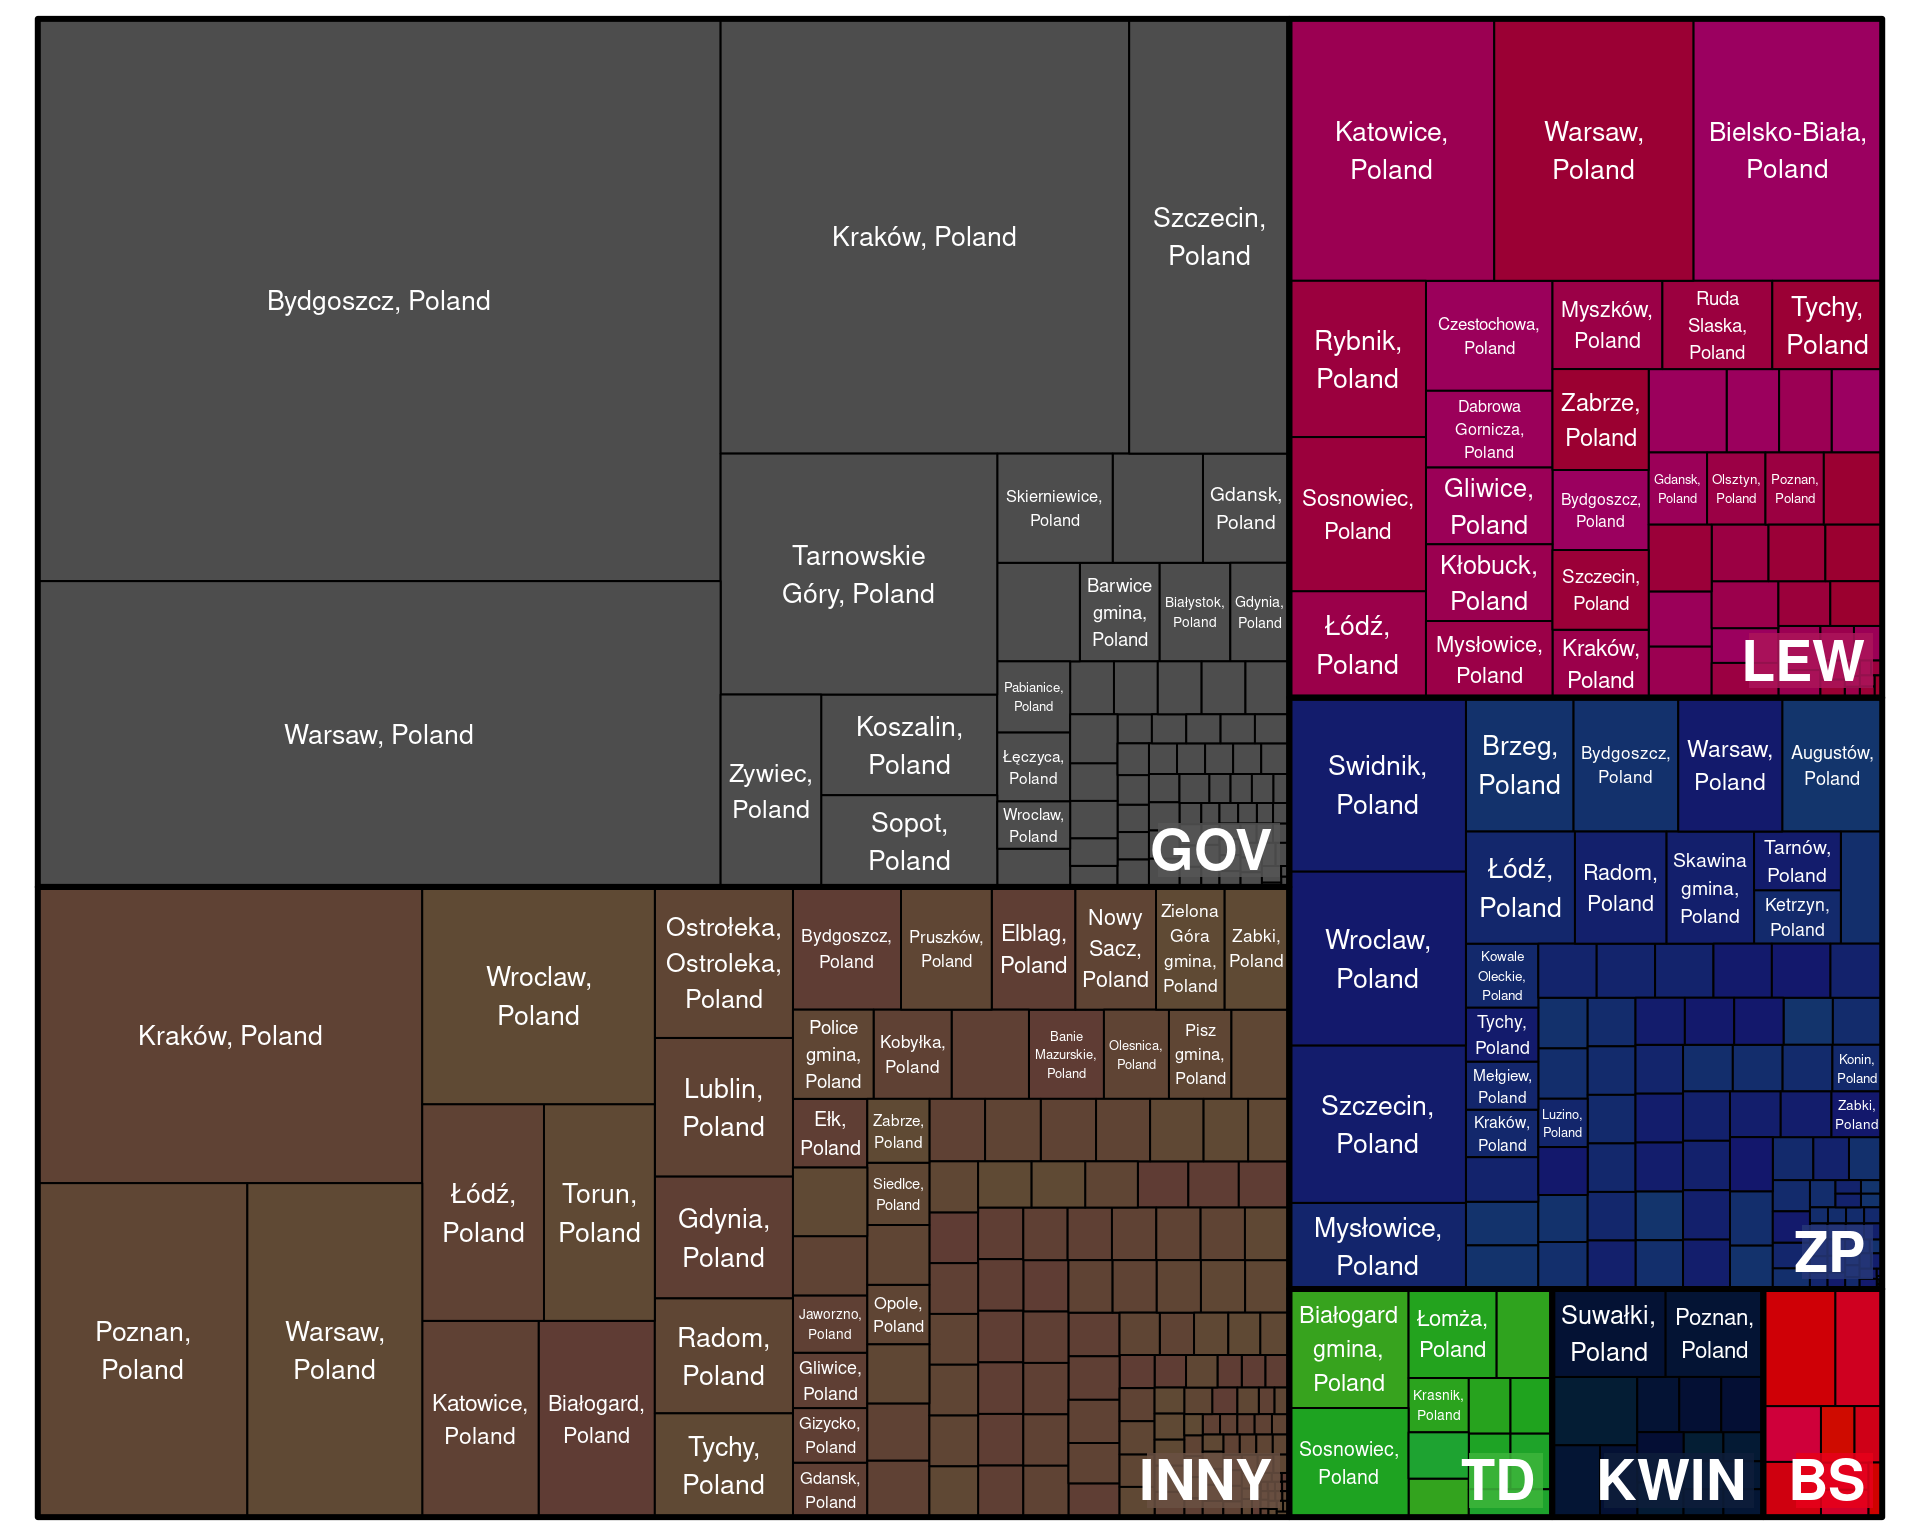 Bydgoszcz, Poland
Warsaw, Poland
Kraków, Poland
Szczecin,
Poland
Tarnowskie
Góry, Poland
Zywiec,
Poland
Koszalin,
Poland
Sopot,
Poland
Skierniewice,
Poland
Gdansk,
Poland
Barwice
gmina,
Poland
Białystok,
Poland
Gdynia,
Poland
Pabianice,
Poland
Łęczyca,
Poland
Wroclaw,
Poland
GOV
Katowice,
Poland
Warsaw,
Poland
Bielsko-Biała,
Poland
Rybnik,
Poland
Sosnowiec,
Poland
Łódź,
Poland
Czestochowa,
Poland
Dabrowa
Gornicza,
Poland
Gliwice,
Poland
Kłobuck,
Poland
Mysłowice,
Poland
Myszków,
Poland
Ruda
Slaska,
Poland
Tychy,
Poland
Zabrze,
Poland
Bydgoszcz,
Poland
Szczecin,
Poland
Kraków,
Poland
Gdansk,
Poland
Olsztyn,
Poland
Poznan,
Poland
LEW
Swidnik,
Poland
Wroclaw,
Poland
Szczecin,
Poland
Mysłowice,
Poland
Brzeg,
Poland
Bydgoszcz,
Poland
Warsaw,
Poland
Augustów,
Poland
Łódź,
Poland
Radom,
Poland
Skawina
gmina,
Poland
Tarnów,
Poland
Ketrzyn,
Poland
Kowale
Oleckie,
Poland
Tychy,
Poland
Mełgiew,
Poland
Kraków,
Poland
Luzino,
Poland
Konin,
Poland
Zabki,
Poland
ZP
Kraków, Poland
Poznan,
Poland
Warsaw,
Poland
Wroclaw,
Poland
Łódź,
Poland
Torun,
Poland
Katowice,
Poland
Białogard,
Poland
Ostrołeka,
Ostroleka,
Poland
Lublin,
Poland
Gdynia,
Poland
Radom,
Poland
Tychy,
Poland
Bydgoszcz,
Poland
Pruszków,
Poland
Elblag,
Poland
Nowy
Sacz,
Poland
Zielona
Góra
gmina,
Poland
Zabki,
Poland
Police
gmina,
Poland
Kobyłka,
Poland
Banie
Mazurskie,
Poland
Olesnica,
Poland
Pisz
gmina,
Poland
Ełk,
Poland
Zabrze,
Poland
Siedlce,
Poland
Jaworzno,
Poland
Opole,
Poland
Gliwice,
Poland
Gizycko,
Poland
Gdansk,
Poland
INNY
Białogard
gmina,
Poland
Łomża,
Poland
Krasnik,
Poland
Sosnowiec,
Poland
TD
Suwałki,
Poland
Poznan,
Poland
KWIN
BS